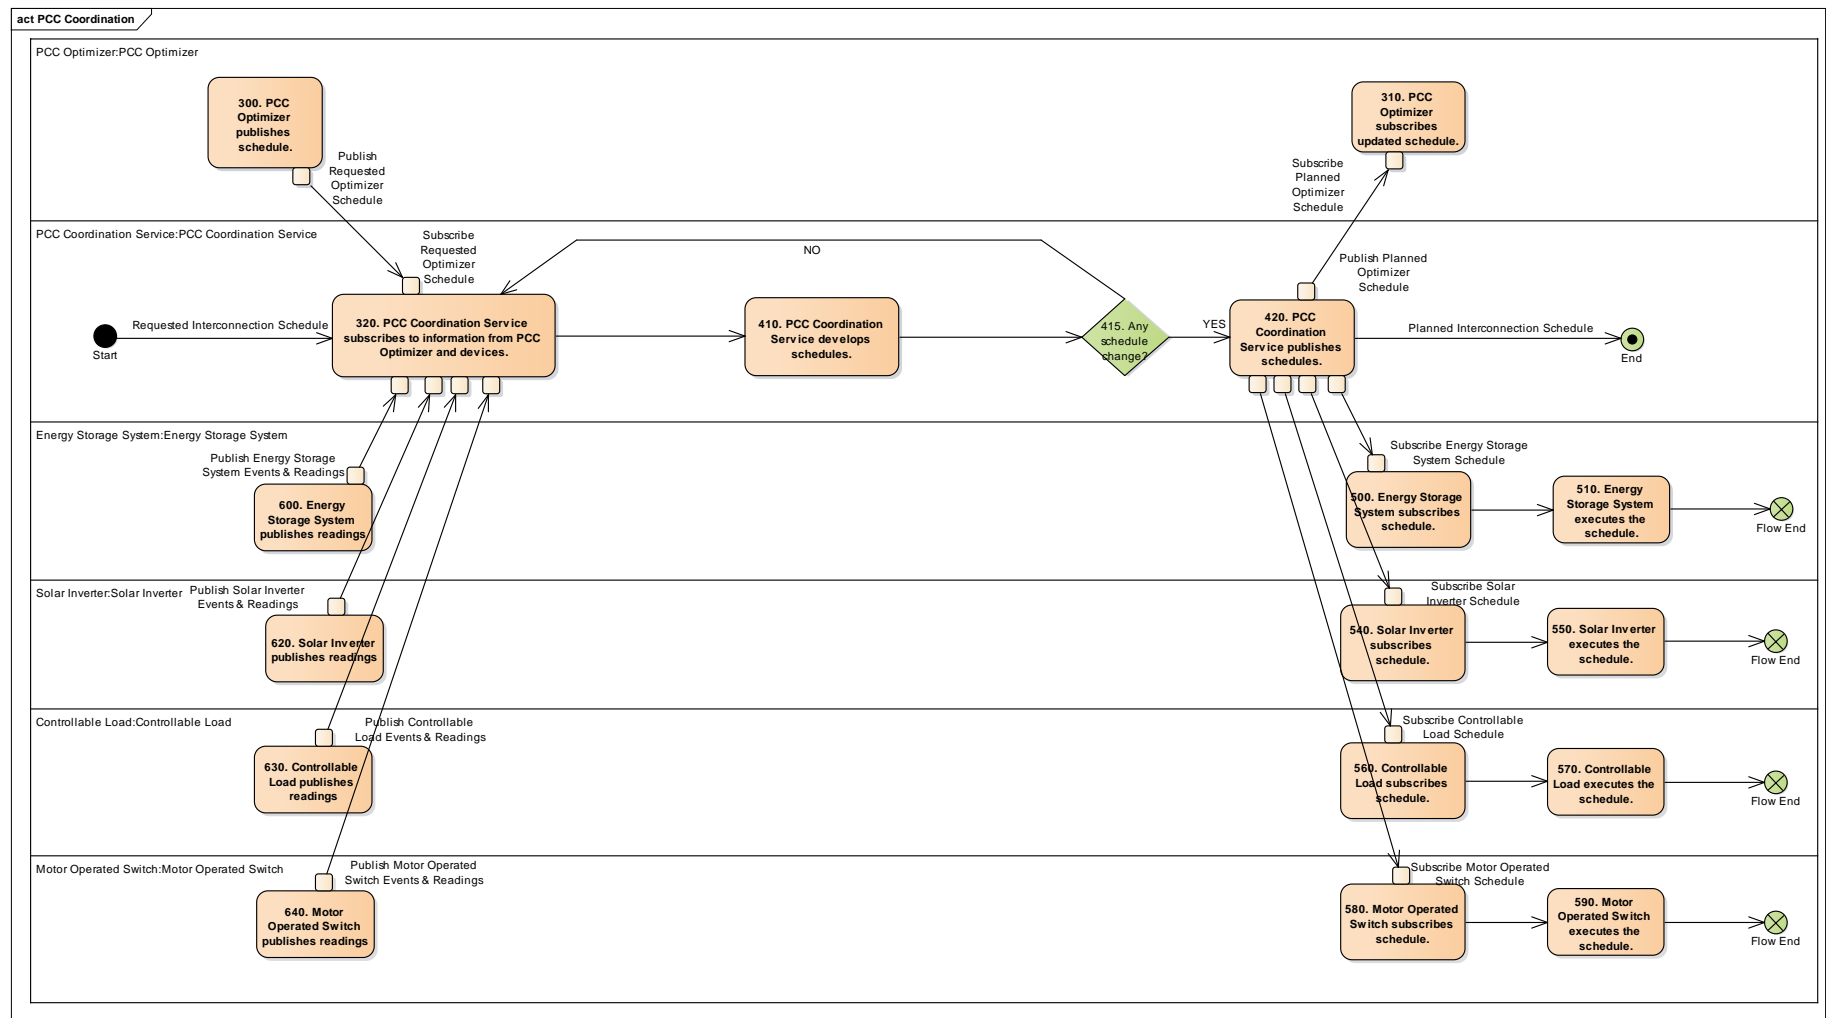 act PCC Coordination
PCC Optimizer:PCC Optimizer
300. PCC
Optimizer
publishes
schedule.
Publish
Requested
Optimizer
Schedule
310. PCC
Optimizer
subscribes
updated schedule.
Subscribe
Planned
Optimizer
Schedule
PCC Coordination Service:PCC Coordination Service
Subscribe
Requested
Optimizer
Schedule
NO
Publish Planned
Optimizer
Schedule
Start
Requested Interconnection Schedule
320. PCC Coordination Service
subscribes to information from PCC
Optimizer and devices.
410. PCC Coordination
Service develops
schedules.
415. Any
schedule
change?
YES
420. PCC
Coordination
Service publishes
schedules.
Planned Interconnection Schedule
End
Energy Storage System:Energy Storage System
Publish Energy Storage
System Events & Readings
600. Energy
Storage System
publishes readings
Subscribe Energy Storage
System Schedule
500. Energy Storage
System subscribes
schedule.
510. Energy
Storage System
executes the
schedule.
Flow End
Solar Inverter:Solar Inverter
Publish Solar Inverter
Events & Readings
620. Solar Inverter
publishes readings
Subscribe Solar
Inverter Schedule
540. Solar Inverter
subscribes
schedule.
550. Solar Inverter
executes the
schedule.
Flow End
Controllable Load:Controllable Load
Publish Controllable
Load Events & Readings
630. Controllable
Load publishes
readings
Subscribe Controllable
Load Schedule
560. Controllable
Load subscribes
schedule.
570. Controllable
Load executes the
schedule.
Flow End
Motor Operated Switch:Motor Operated Switch
Publish Motor Operated
Switch Events & Readings
640. Motor
Operated Switch
publishes readings
Subscribe Motor Operated
Switch Schedule
580. Motor Operated
Switch subscribes
schedule.
590. Motor
Operated Switch
executes the
schedule.
Flow End